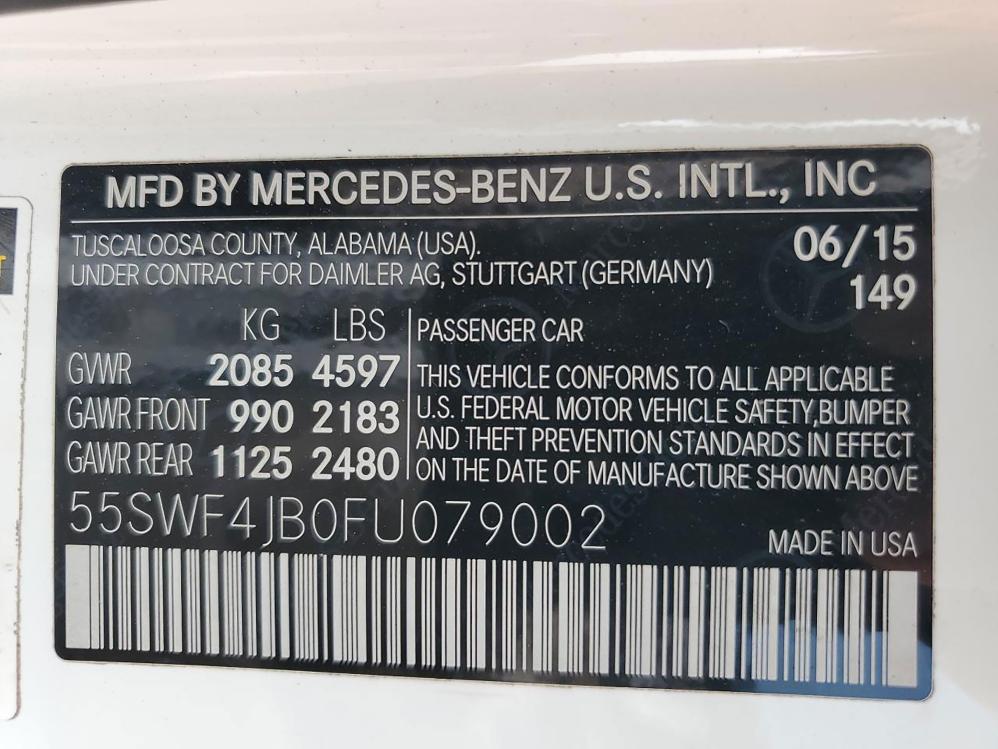 MFD BY MERCEDES-BENZ U.S. INTL., INC
TUSCALOOSA COUNTY, ALABAMA (USA).
UNDER CONTRACT FOR DAIMLER AG, STUTTGART (GERMANY)
06/15
149
KG LBS
GVWR 2085 4597
GAWR FRONT 990 2183
GAWR REAR 1125 2480
PASSENGER CAR
THIS VEHICLE CONFORMS TO ALL APPLICABLE
U.S. FEDERAL MOTOR VEHICLE SAFETY,BUMPER
AND THEFT PREVENTION STANDARDS IN EFFECT
ON THE DATE OF MANUFACTURE SHOWN ABOVE
55SWF4JB0FU079002
MADE IN USA